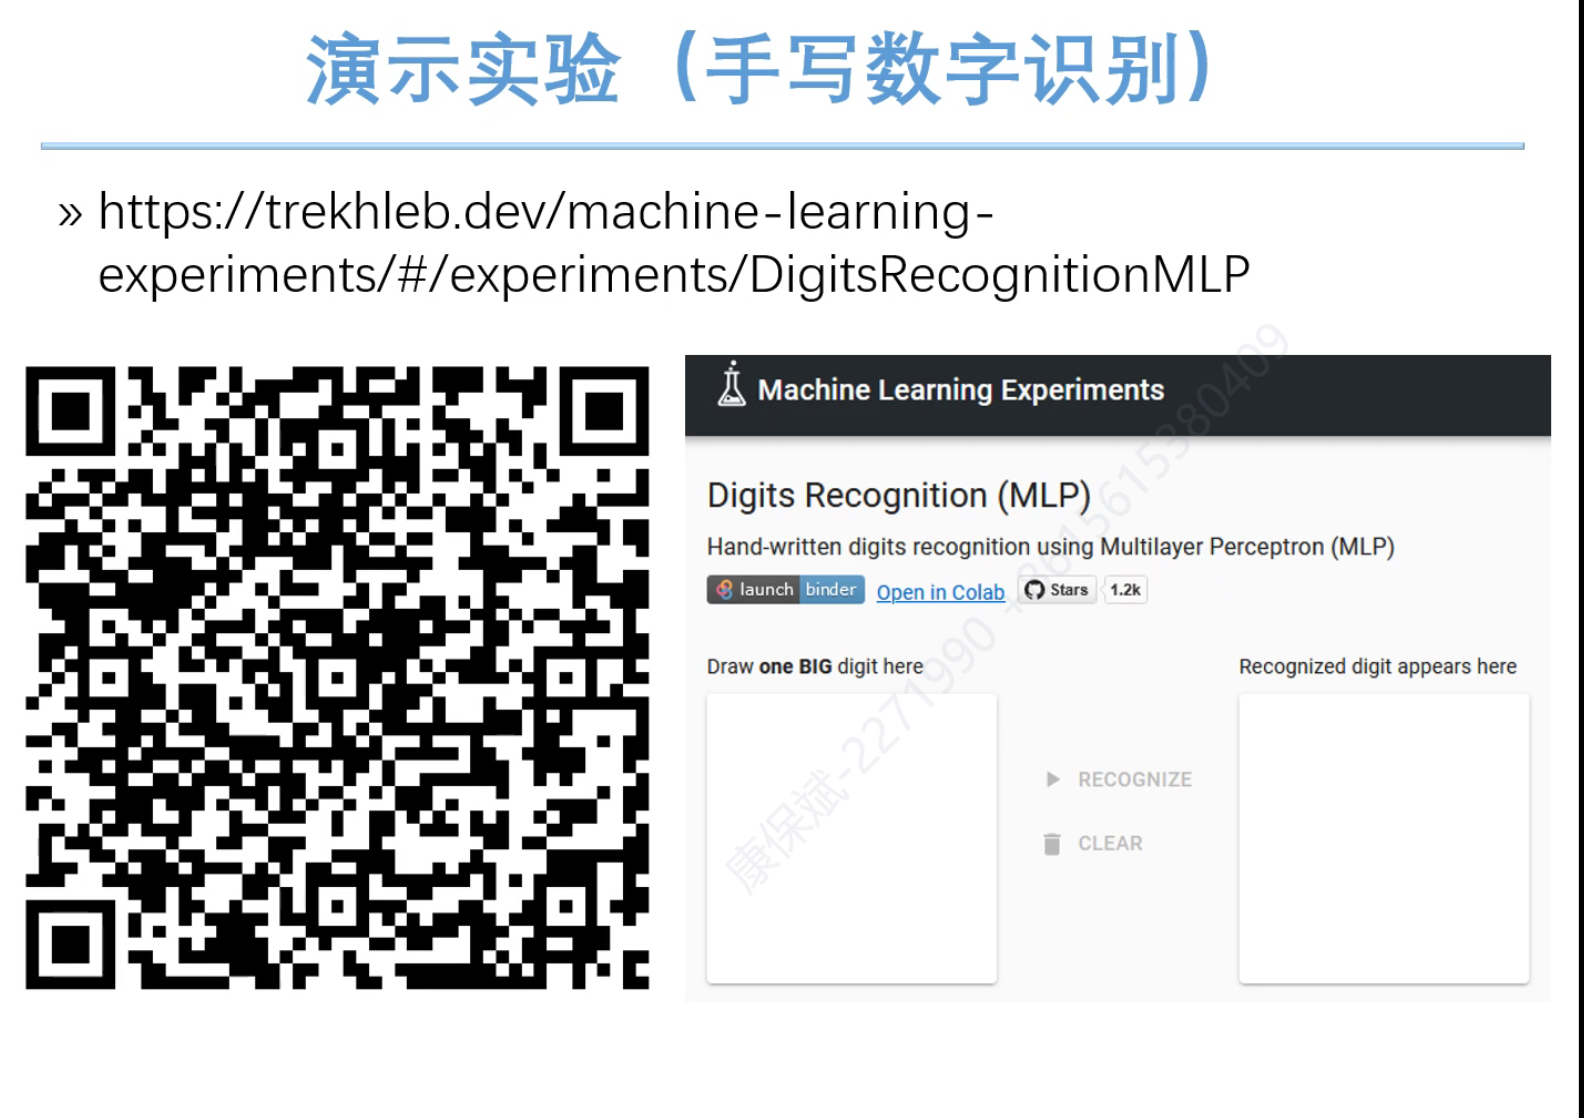 演示实验（手写数字识别）
» https://trekhleb.dev/machine-learning-
experiments/#/experiments/DigitsRecognitionMLP
Machine Learning Experiments
Digits Recognition (MLP)
Hand-written digits recognition using Multilayer Perceptron (MLP)
launch binder Open in Colab Stars 1.2k
Draw one BIG digit here
Recognized digit appears here
RECOGNIZE
CLEAR
康保斌-2271990 +8615615380409